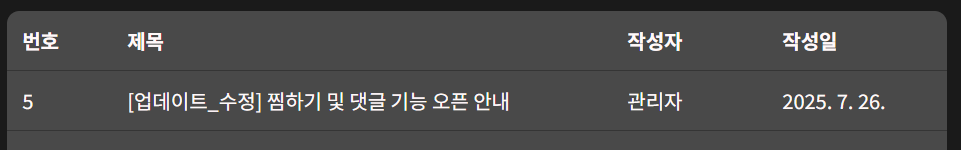 번호 제목 작성자 작성일
5 [업데이트_수정] 찜하기 및 댓글 기능 오픈 안내 관리자 2025. 7. 26.